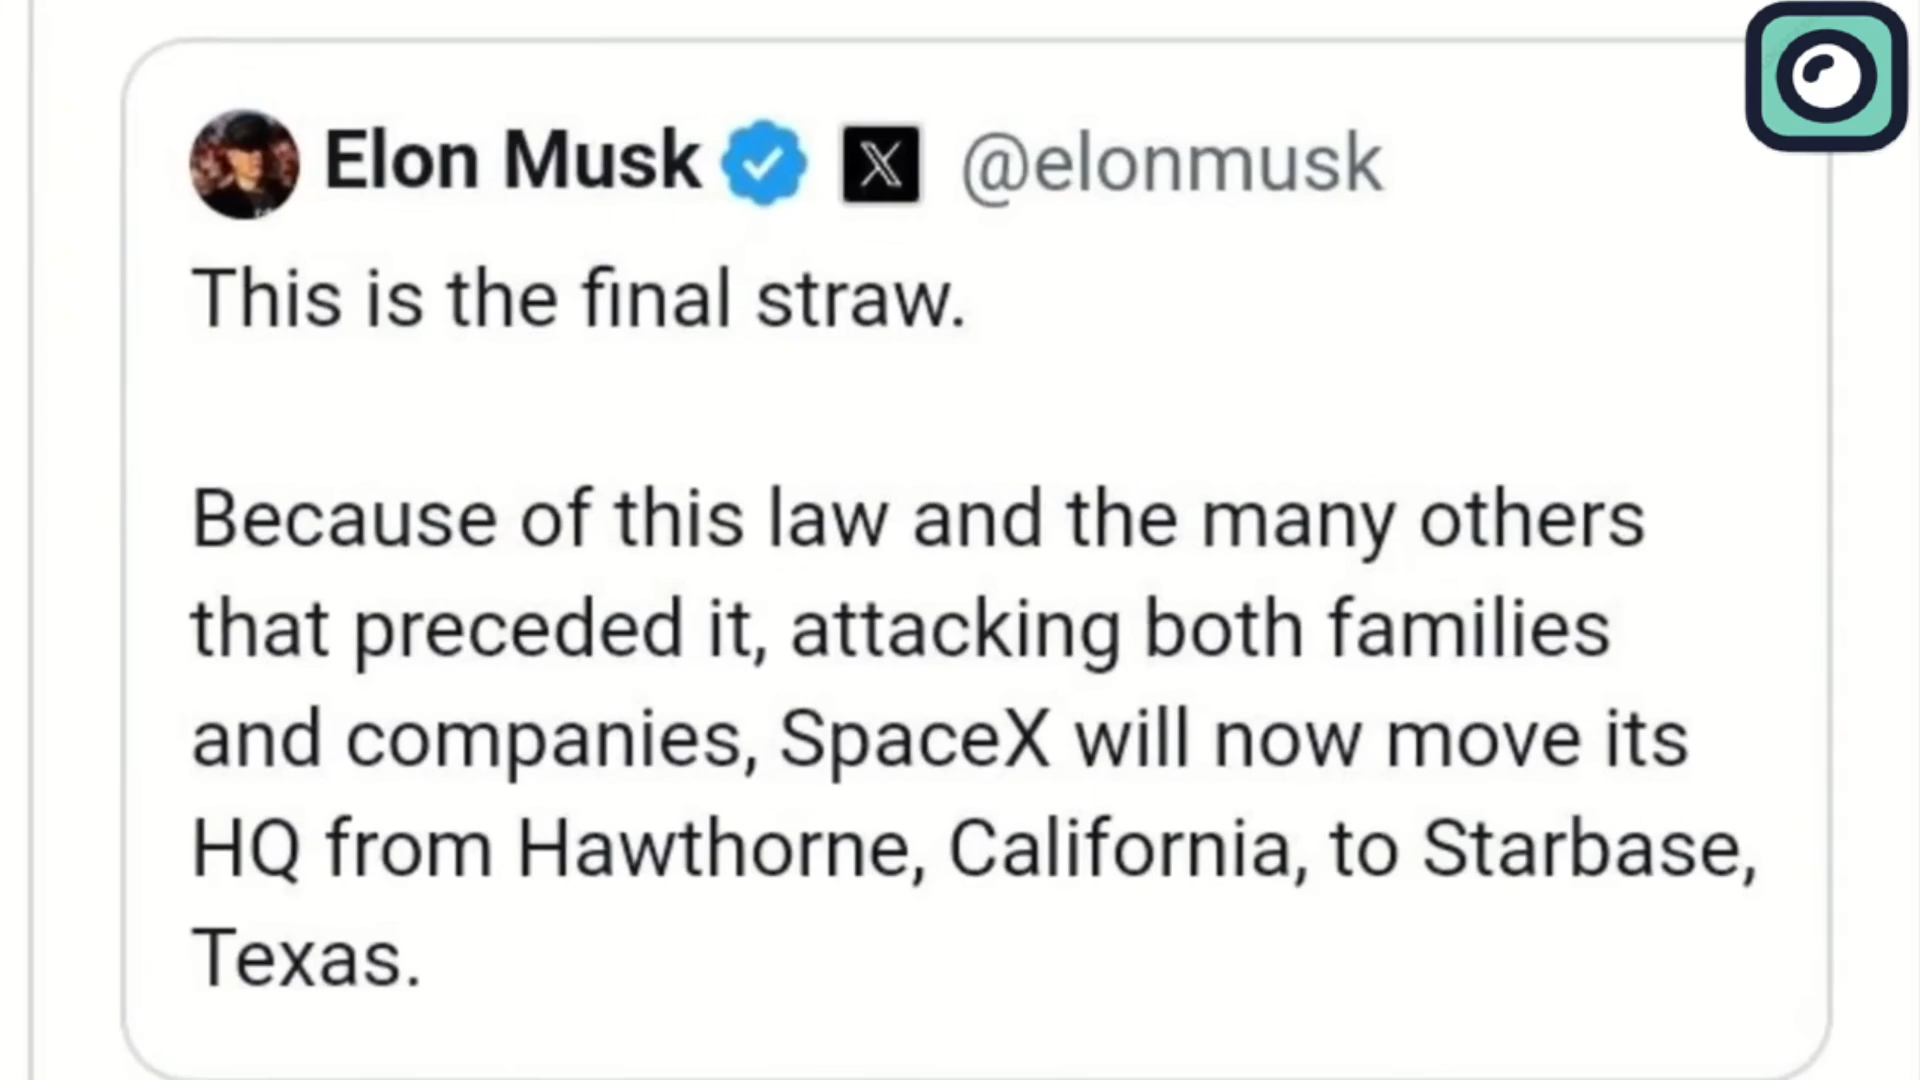 Elon Musk @elonmusk
This is the final straw.
Because of this law and the many others
that preceded it, attacking both families
and companies, SpaceX will now move its
HQ from Hawthorne, California, to Starbase,
Texas.